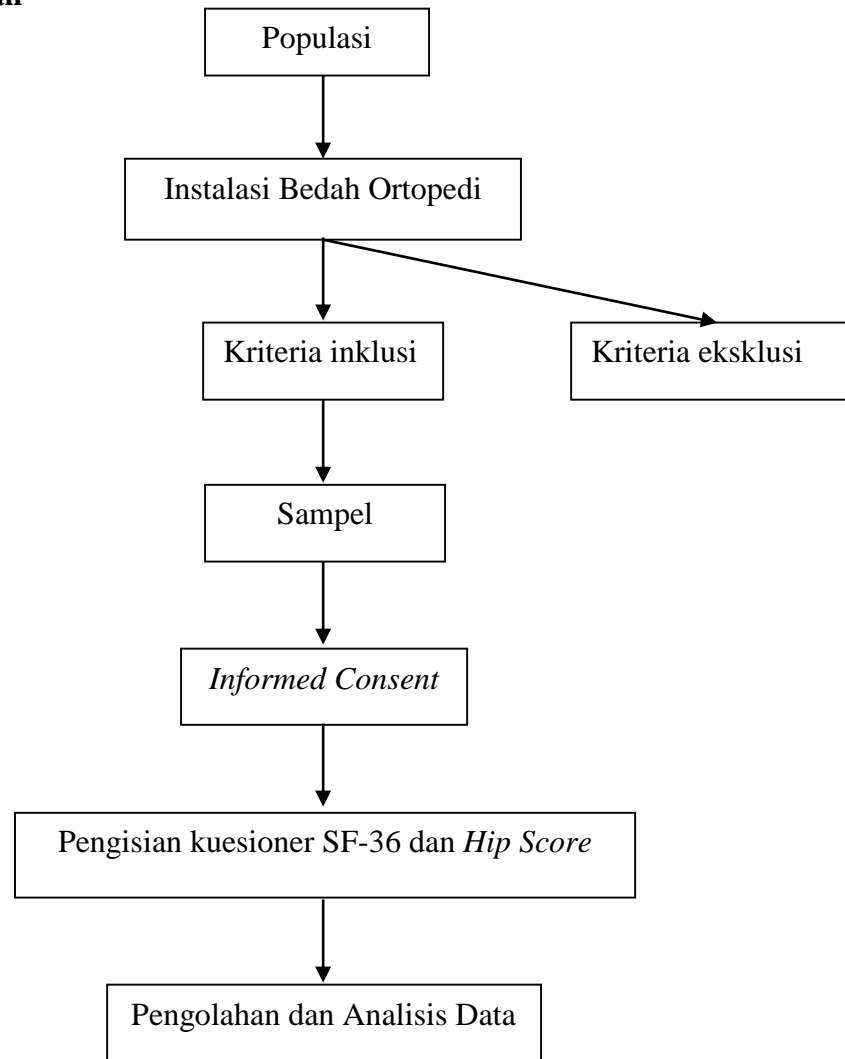 Populasi
Instalasi Bedah Ortopedi
Kriteria inklusi
Kriteria eksklusi
Sampel
Informed Consent
Pengisian kuesioner SF-36 dan Hip Score
Pengolahan dan Analisis Data